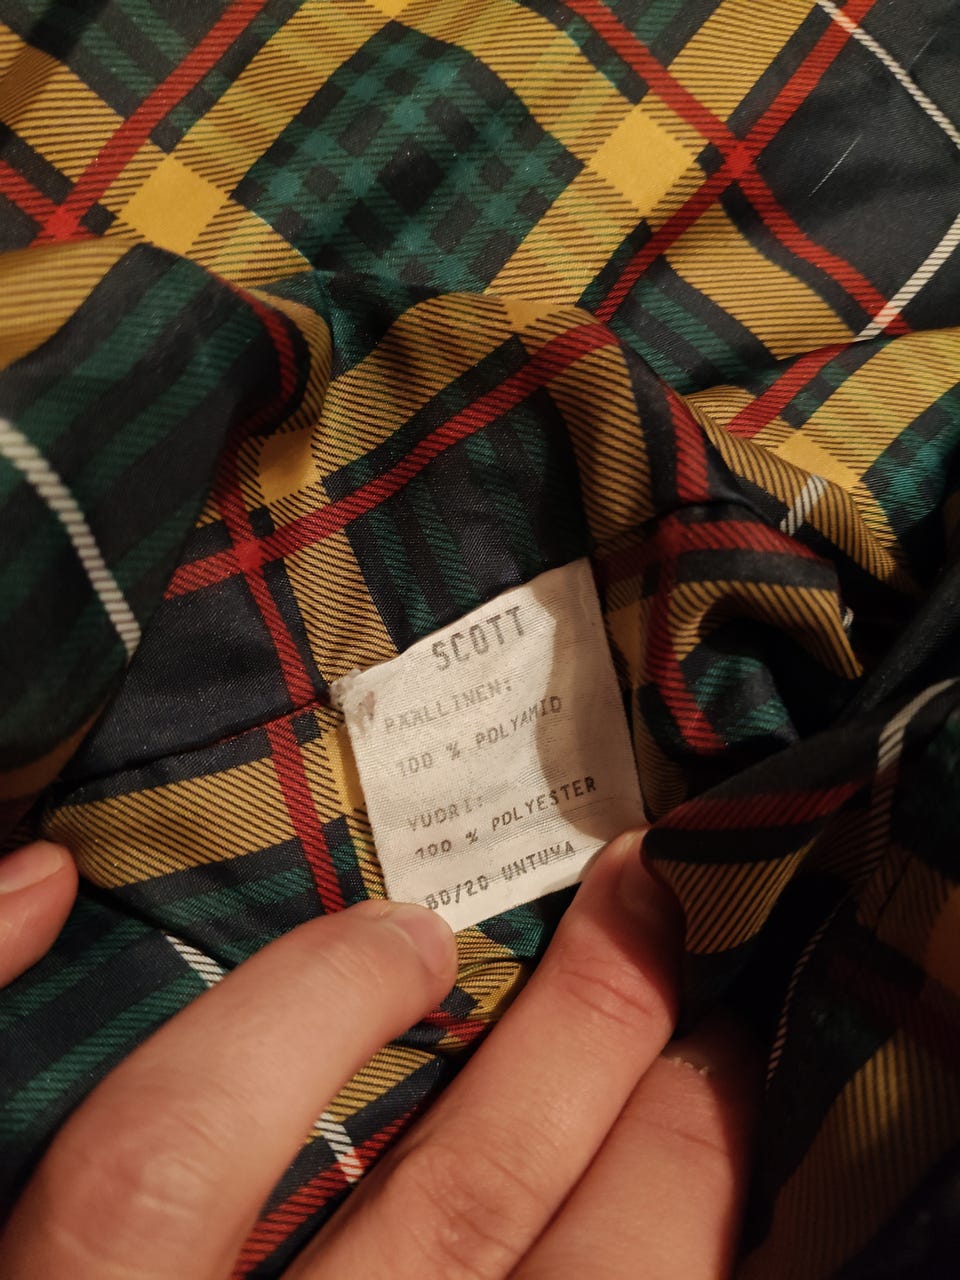 SCOTT
PÄÄLLINEN:
100 % POLYAMID
VUORI:
100 % POLYESTER
80/20 UNTUVA